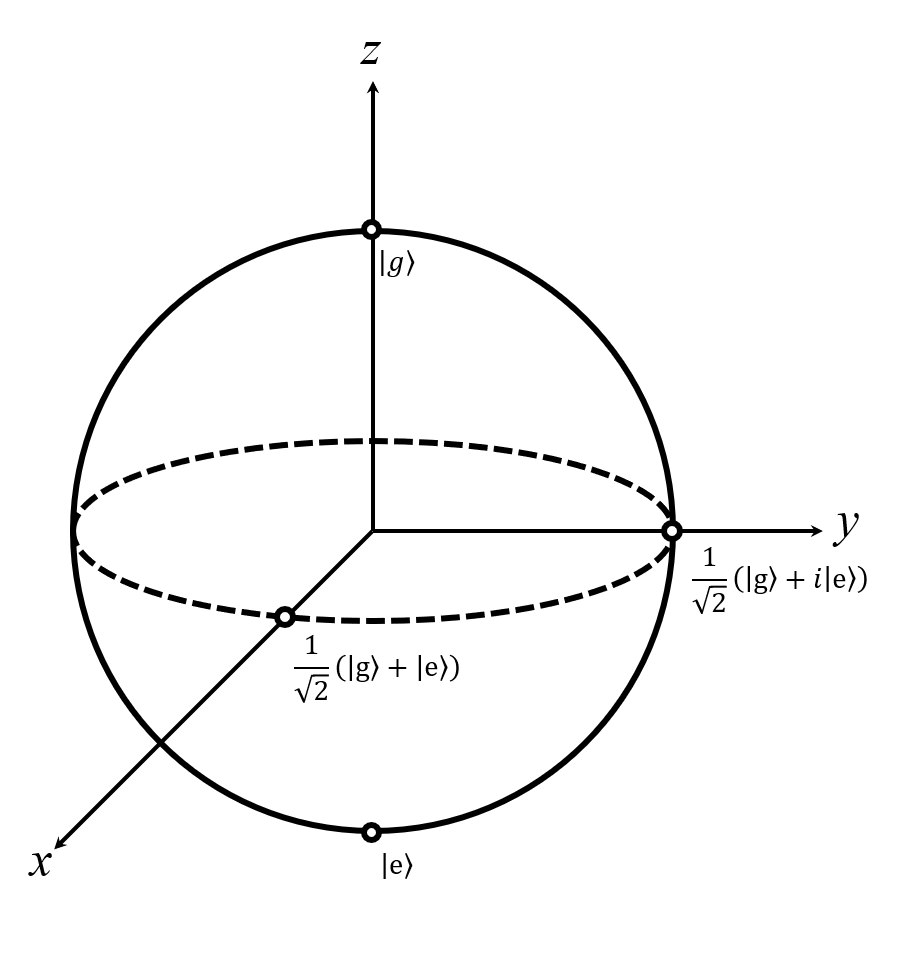 z
|g⟩
y
1/√2 (|g⟩ + i|e⟩)
1/√2 (|g⟩ + |e⟩)
x
|e⟩